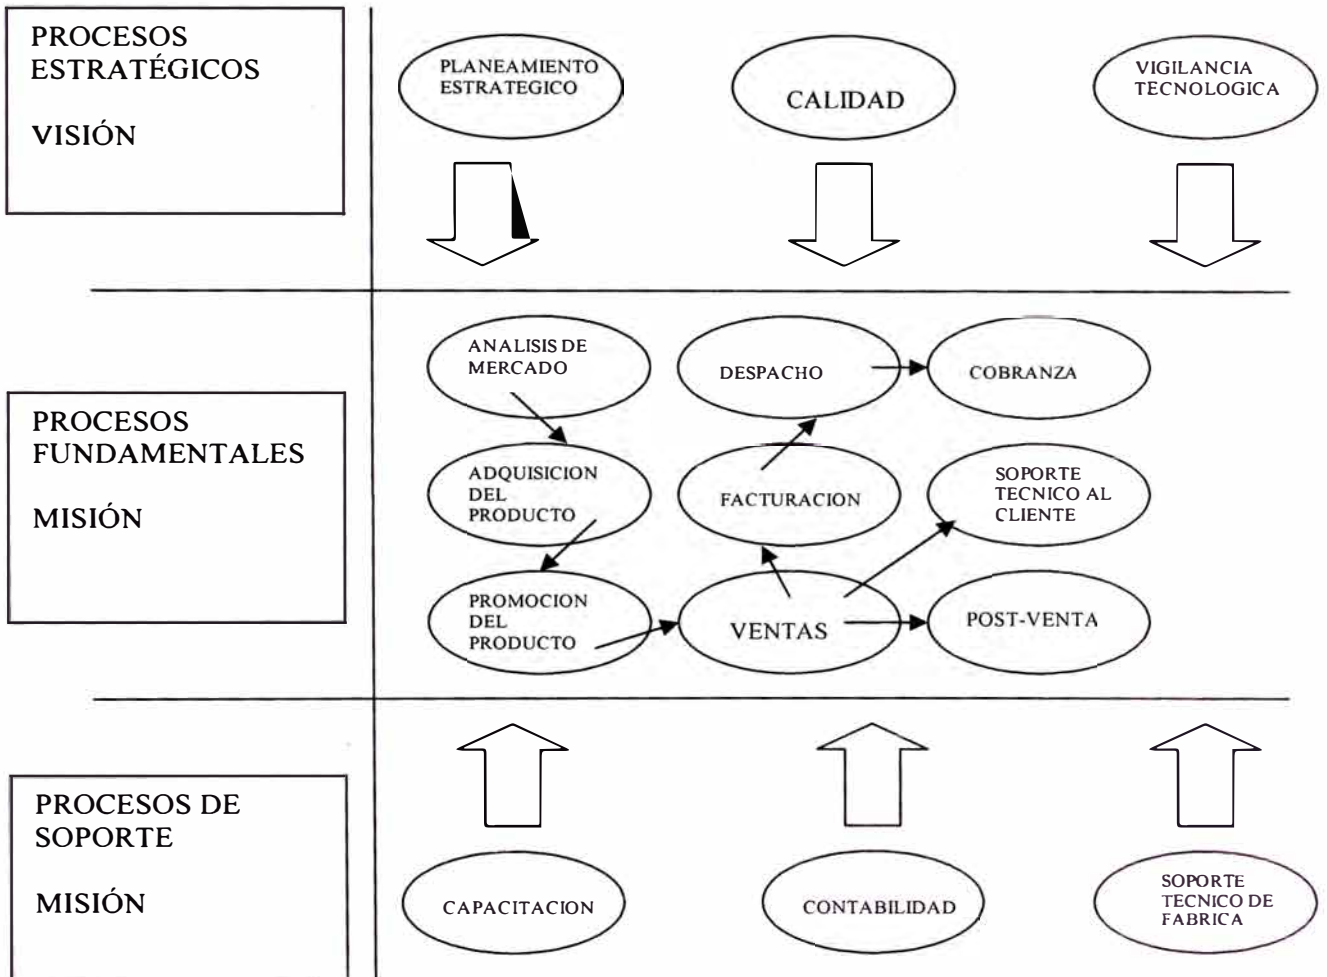 PROCESOS
ESTRATÉGICOS
VISIÓN
PLANEAMIENTO
ESTRATEGICO
CALIDAD
VIGILANCIA
TECNOLOGICA
PROCESOS
FUNDAMENTALES
MISIÓN
ANALISIS DE
MERCADO
DESPACHO
COBRANZA
ADQUISICION
DEL
PRODUCTO
FACTURACION
SOPORTE
TECNICO AL
CLIENTE
PROMOCION
DEL
PRODUCTO
VENTAS
POST-VENTA
PROCESOS DE
SOPORTE
MISIÓN
CAPACITACION
CONTABILIDAD
SOPORTE
TECNICO DE
FABRICA